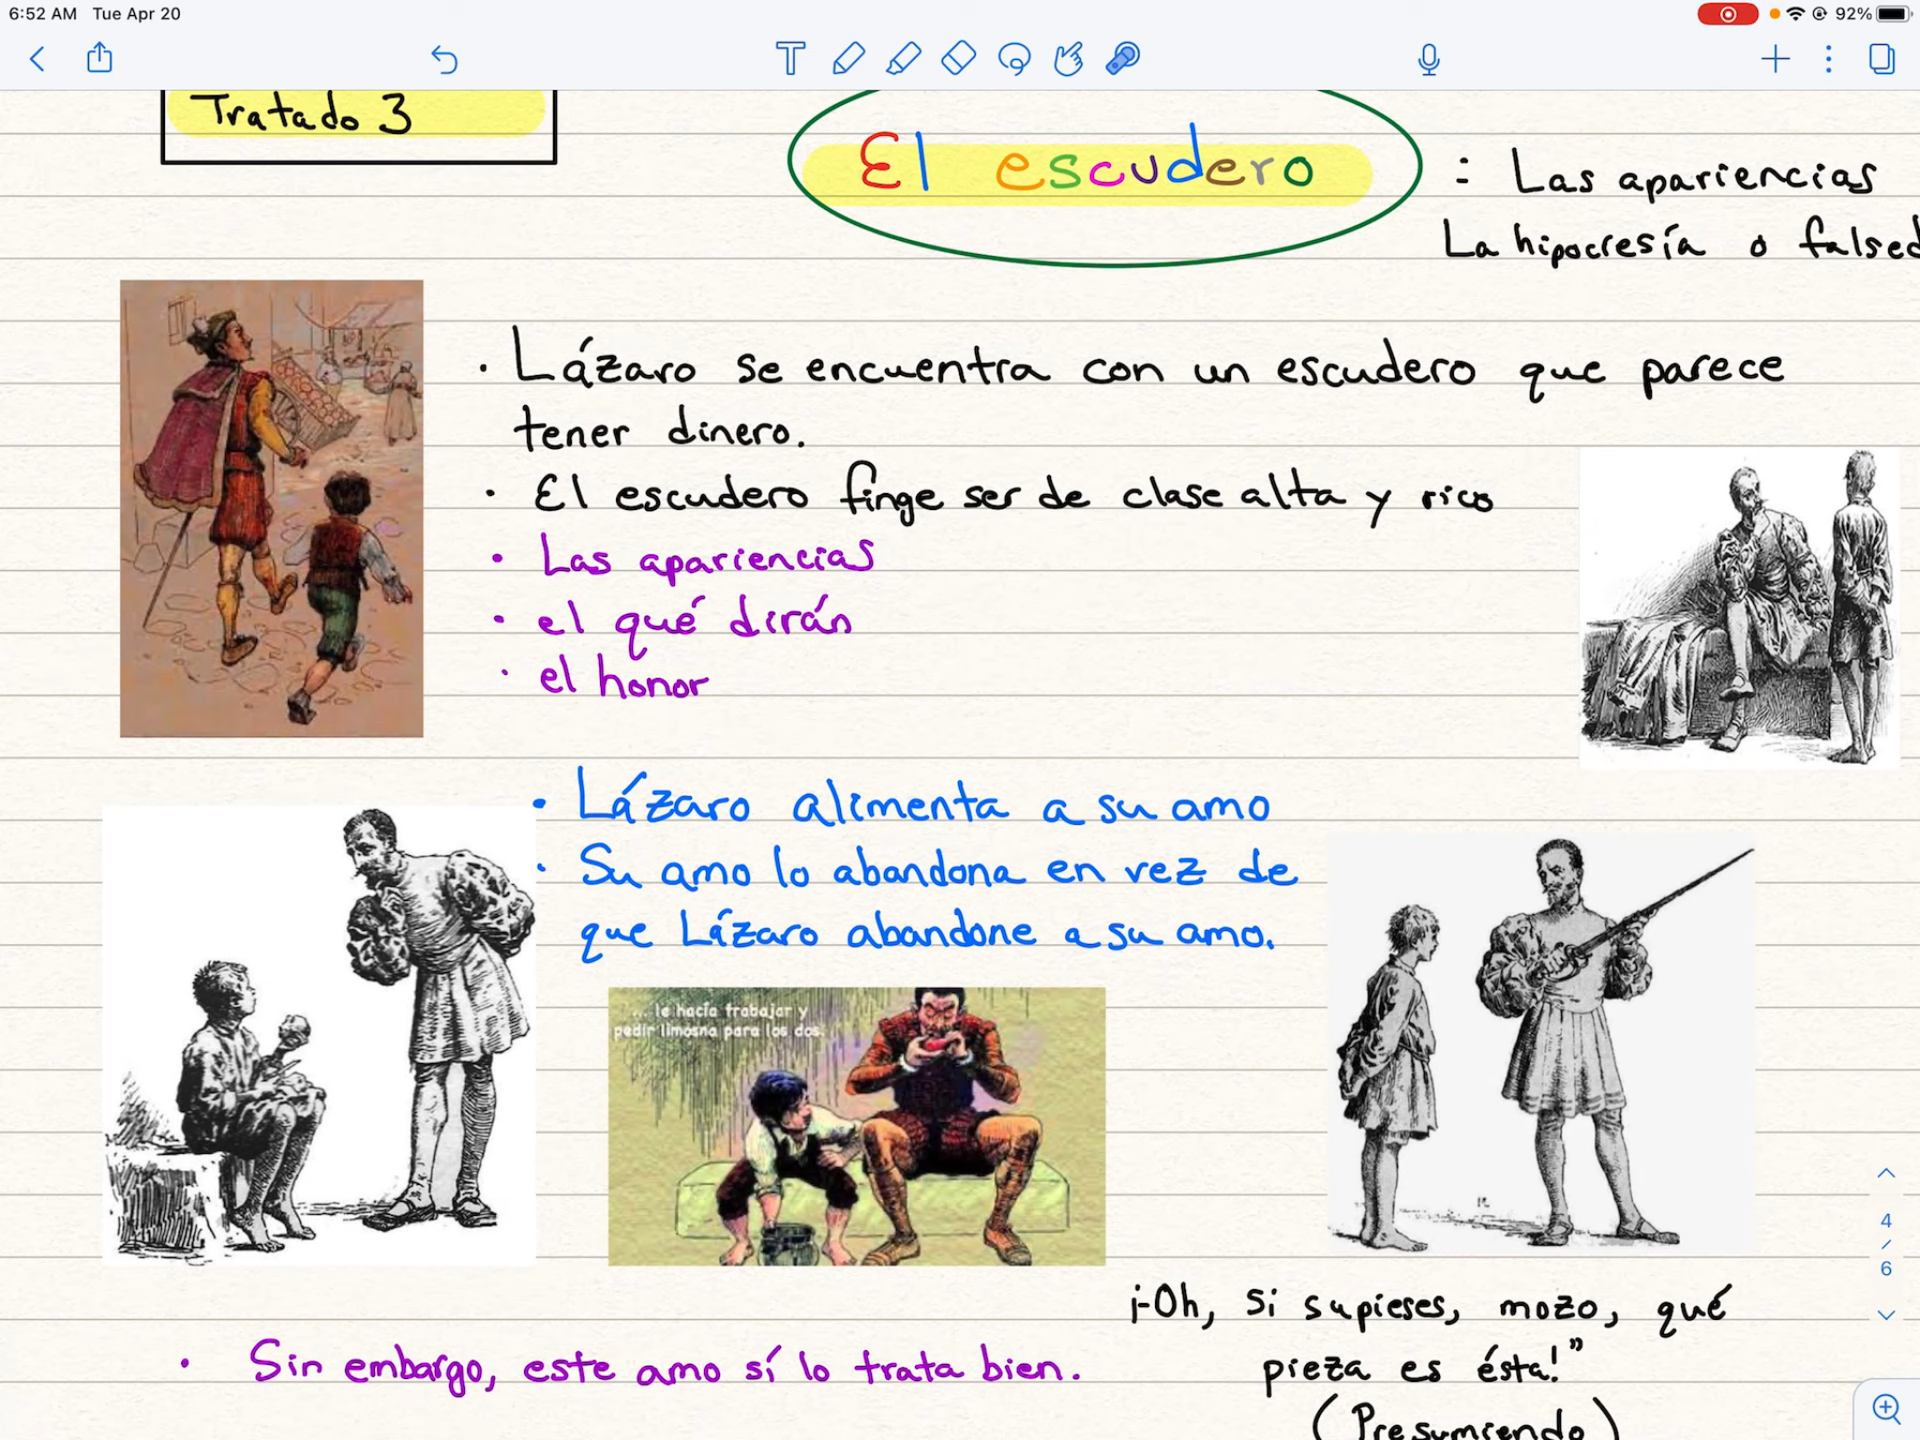 6:52 AM Tue Apr 20
92%
Tratado 3
El escudero
: Las apariencias
La hipocresía o falsed
· Lázaro se encuentra con un escudero que parece
tener dinero.
· El escudero finge ser de clase alta y rico
· Las apariencias
· el qué dirán
· el honor
· Lázaro alimenta a su amo
· Su amo lo abandona en vez de
que Lázaro abandone a su amo.
... le hacía trabajar y
pedir limosna para los dos.
¡-Oh, si supieses, mozo, qué
pieza es ésta!"
(Presumiendo)
· Sin embargo, este amo sí lo trata bien.
4
/
6